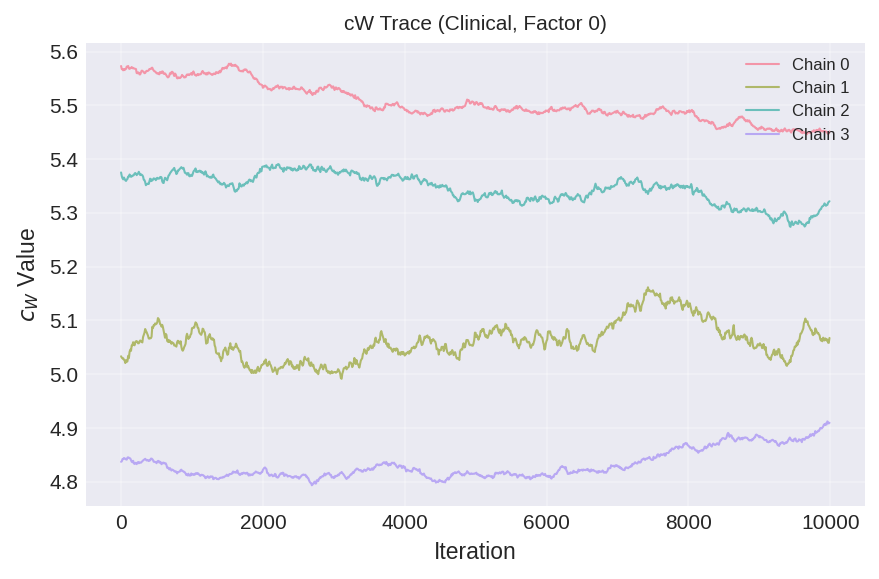 cW Trace (Clinical, Factor 0)
5.6
5.5
5.4
5.3
5.2
5.1
5.0
4.9
4.8
c_W Value
Chain 0
Chain 1
Chain 2
Chain 3
0 2000 4000 6000 8000 10000
Iteration